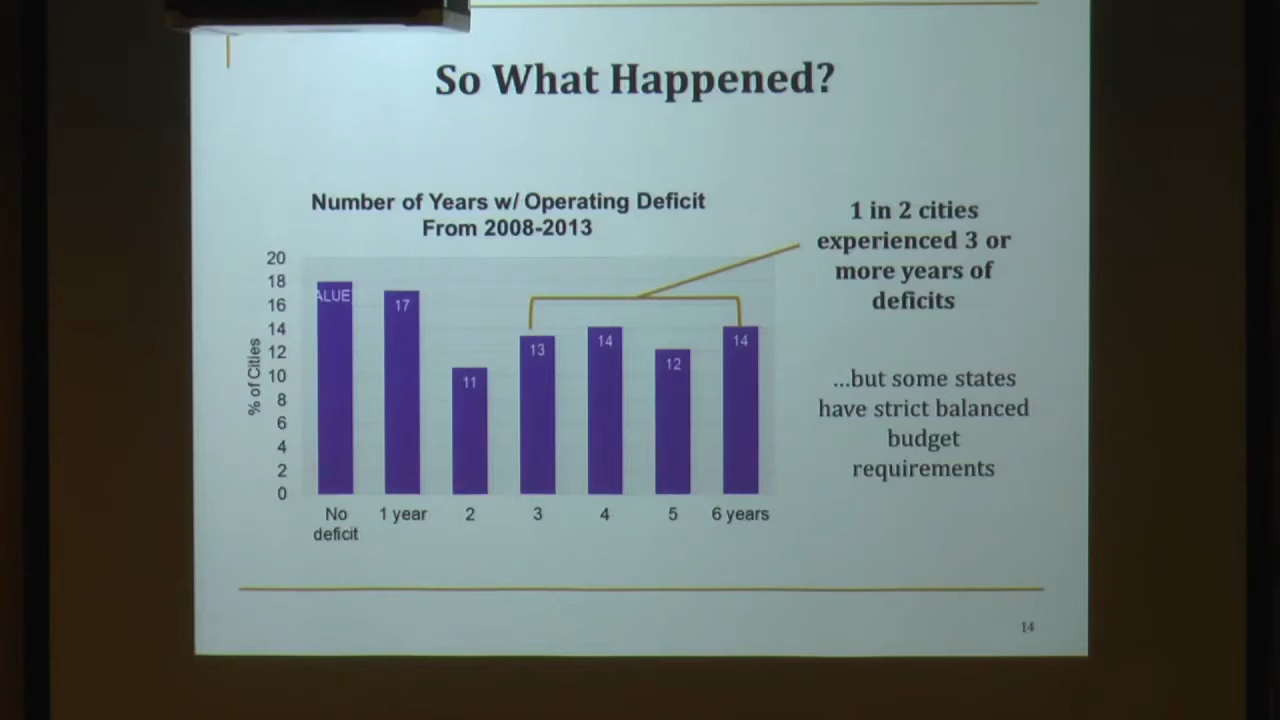 So What Happened?
Number of Years w/ Operating Deficit
From 2008-2013
20
18
16
14
12
10
8
6
4
2
0
% of Cities
ALUE]
17
11
13
14
12
14
No
deficit
1 year
2
3
4
5
6 years
1 in 2 cities
experienced 3 or
more years of
deficits
...but some states
have strict balanced
budget
requirements
14